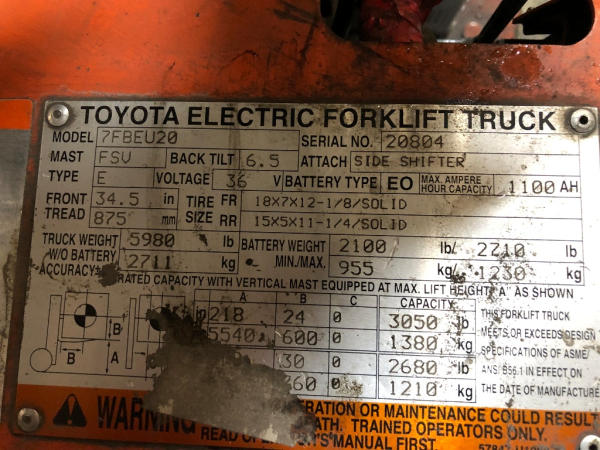 TOYOTA ELECTRIC FORKLIFT TRUCK
MODEL 7FBEU20 SERIAL NO. 20804
MAST FSV BACK TILT 6.5 ATTACH SIDE SHIFTER
TYPE E VOLTAGE 36 V BATTERY TYPE EO MAX. AMPERE HOUR CAPACITY 1100 AH
FRONT TREAD 34.5 in TIRE SIZE FR 18X7X12-1/8/SOLID
875 mm RR 15X5X11-1/4/SOLID
TRUCK WEIGHT 5980 lb BATTERY WEIGHT 2100 lb/ 2710 lb
W/O BATTERY ACCURACY± 2711 kg MIN./MAX. 955 kg/ 1230 kg
RATED CAPACITY WITH VERTICAL MAST EQUIPPED AT MAX. LIFT HEIGHT "A" AS SHOWN
A B C CAPACITY
218 24 0 3050 lb THIS FORKLIFT TRUCK
5540 600 0 1380 kg MEETS OR EXCEEDS DESIGN
SPECIFICATIONS OF ASME/
30 0 2680 lb ANSI B56.1 IN EFFECT ON
0 1210 kg THE DATE OF MANUFACTURE
B B A
WARNING ERATION OR MAINTENANCE COULD RESULT
ATH. TRAINED OPERATORS ONLY.
READ OPERATOR'S MANUAL FIRST.